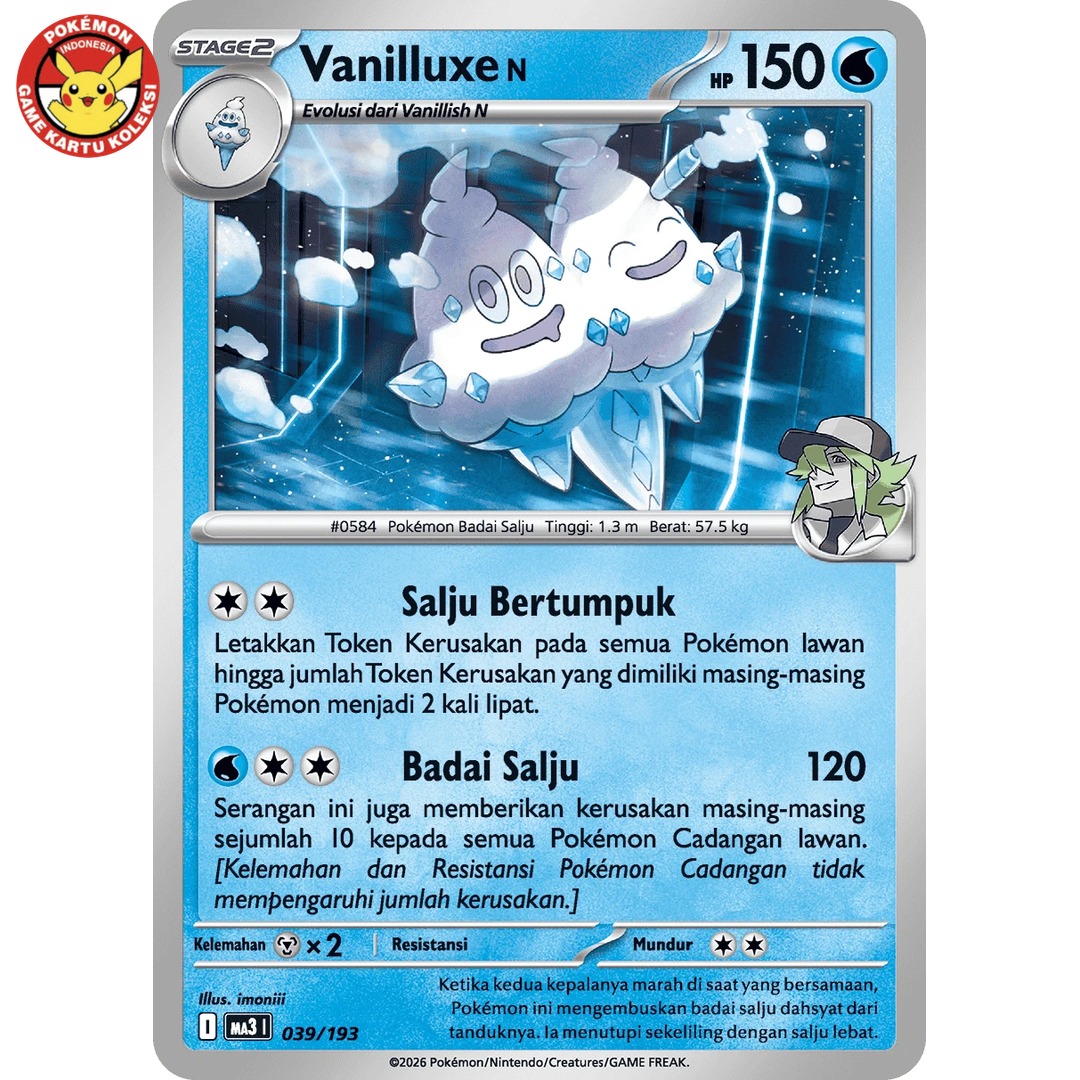 POKÉMON
INDONESIA
GAME KARTU KOLEKSI
STAGE2
Vanilluxe N
HP 150
Evolusi dari Vanillish N
#0584 Pokémon Badai Salju Tinggi: 1.3 m Berat: 57.5 kg
Salju Bertumpuk
Letakkan Token Kerusakan pada semua Pokémon lawan
hingga jumlah Token Kerusakan yang dimiliki masing-masing
Pokémon menjadi 2 kali lipat.
Badai Salju 120
Serangan ini juga memberikan kerusakan masing-masing
sejumlah 10 kepada semua Pokémon Cadangan lawan.
[Kelemahan dan Resistansi Pokémon Cadangan tidak
mempengaruhi jumlah kerusakan.]
Kelemahan ×2 Resistansi Mundur
Ketika kedua kepalanya marah di saat yang bersamaan,
Pokémon ini mengembuskan badai salju dahsyat dari
tanduknya. Ia menutupi sekeliling dengan salju lebat.
Illus. imoniii
I MA3 I 039/193
©2026 Pokémon/Nintendo/Creatures/GAME FREAK.